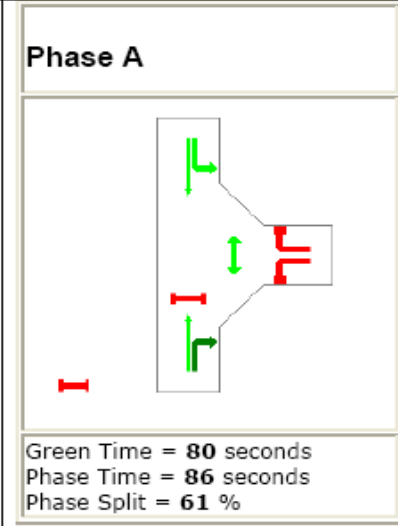 Phase A
Green Time = 80 seconds
Phase Time = 86 seconds
Phase Split = 61 %